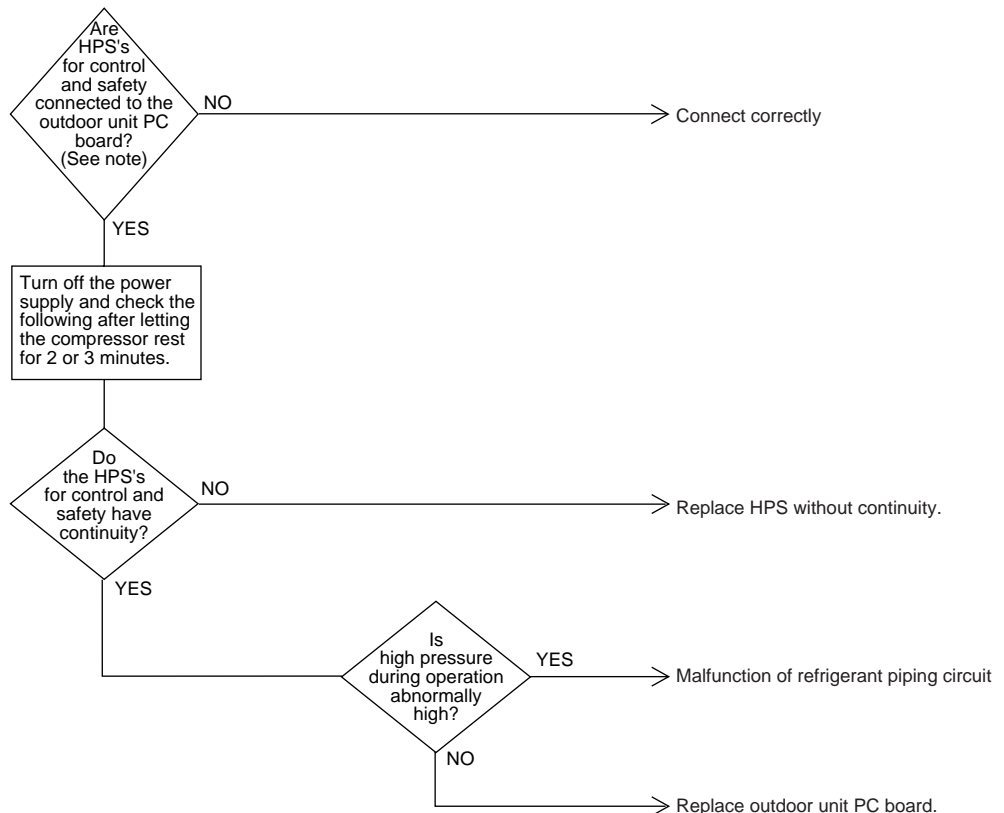 Are
HPS's
for control
and safety
connected to the
outdoor unit PC
board?
(See note)
NO
Connect correctly
YES
Turn off the power
supply and check the
following after letting
the compressor rest
for 2 or 3 minutes.
Do
the HPS's
for control and
safety have
continuity?
NO
Replace HPS without continuity.
YES
Is
high pressure
during operation
abnormally
high?
YES
Malfunction of refrigerant piping circuit
NO
Replace outdoor unit PC board.